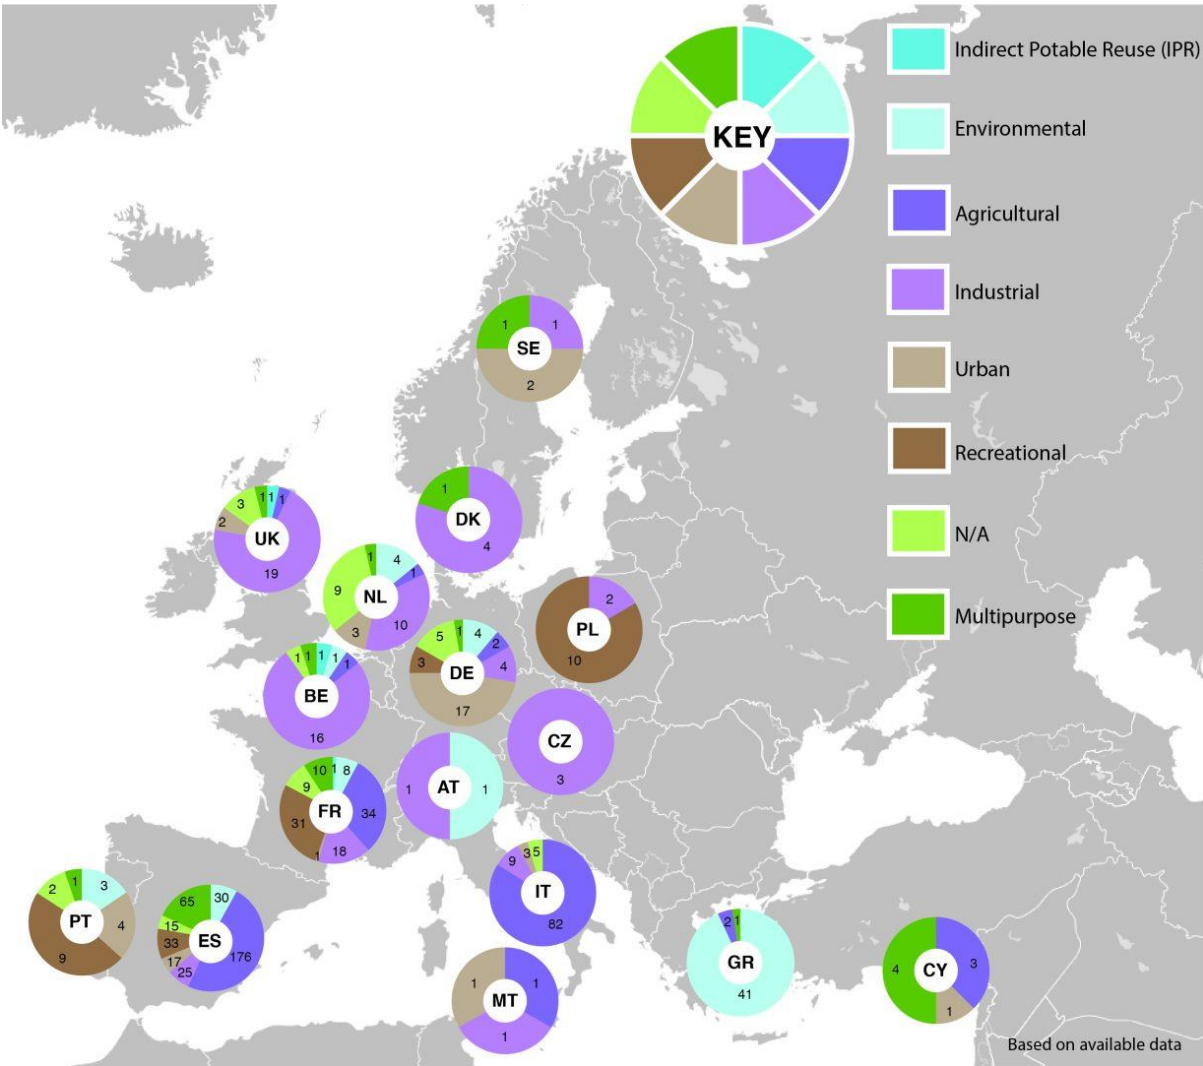 KEY
Indirect Potable Reuse (IPR)
Environmental
Agricultural
Industrial
Urban
Recreational
N/A
Multipurpose
1 1
SE
2
1
DK
4
3 1 1 1
2
UK
19
1 4
9 1
NL
3 10
2
PL
10
5 1 4 2
3 4
DE
17
1 1 1 1 1
BE
16
CZ
3
1 AT 1
10 1 8
9
31 FR 34
1 18
9 3 5
IT
82
2 1 3
PT 4
9
65 30
15
33 ES
17 176
25
1 1
MT
1
2 1
GR
41
4 3
CY
1
Based on available data